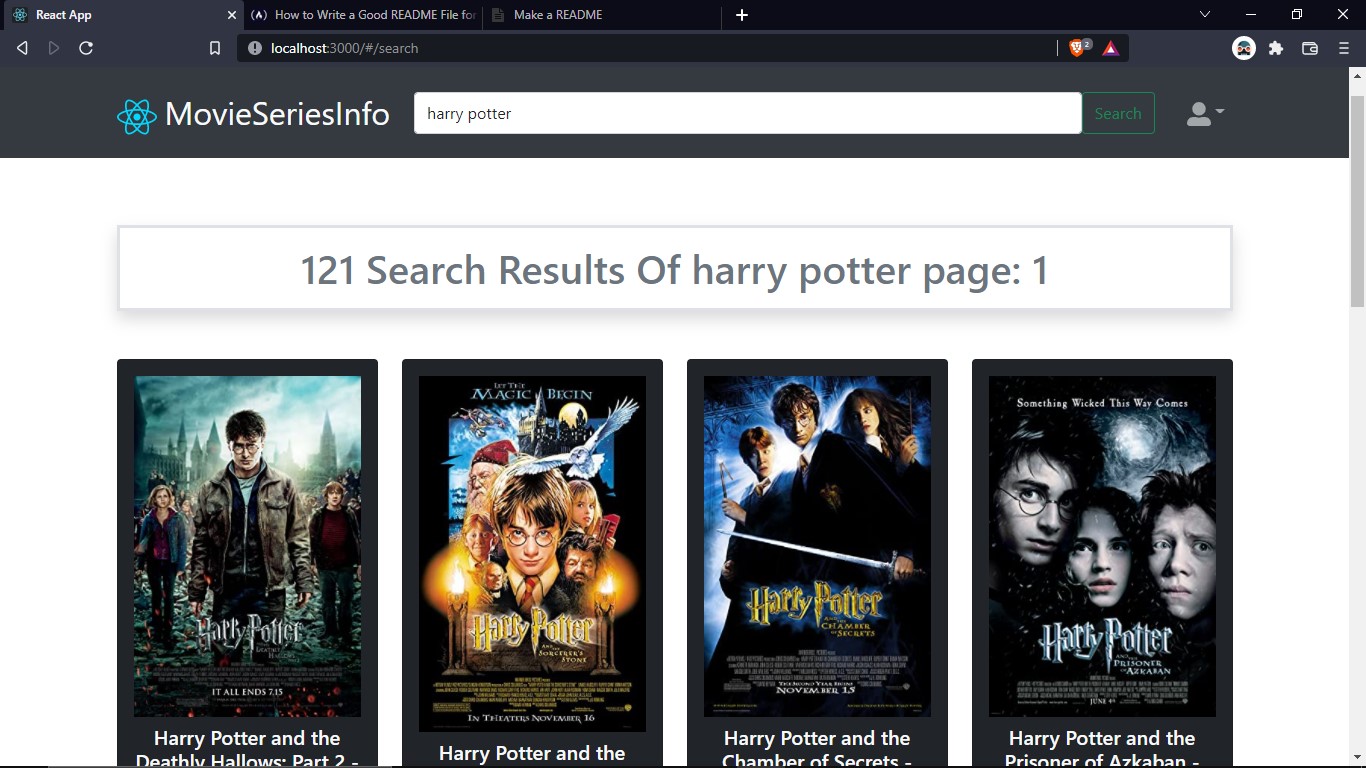 React App
How to Write a Good README File for
Make a README
localhost:3000/#/search
2
MovieSeriesInfo
harry potter
Search
121 Search Results Of harry potter page: 1
IT ALL ENDS 7.15
Harry Potter and the
Deathly Hallows: Part 2 -
LET THE
MAGIC BEGIN
Harry Potter
AND THE
SORCERER'S
STONE
IN THEATERS NOVEMBER 16
Harry Potter and the
Harry Potter
AND THE
CHAMBER
OF SECRETS
NOVEMBER 15
Harry Potter and the
Chamber of Secrets -
Something Wicked This Way Comes
Harry Potter
AND THE
PRISONER
OF AZKABAN
JUNE 4
Harry Potter and the
Prisoner of Azkaban -